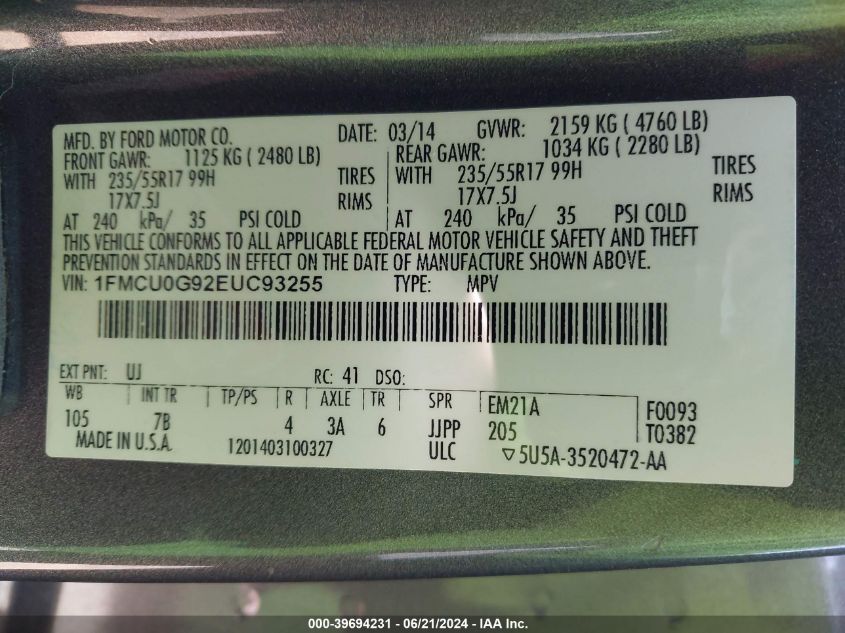 MFD. BY FORD MOTOR CO. DATE: 03/14 GVWR: 2159 KG ( 4760 LB)
FRONT GAWR: 1125 KG ( 2480 LB) REAR GAWR: 1034 KG ( 2280 LB)
WITH 235/55R17 99H TIRES WITH 235/55R17 99H TIRES
17X7.5J RIMS 17X7.5J RIMS
AT 240 kPa/ 35 PSI COLD AT 240 kPa/ 35 PSI COLD
THIS VEHICLE CONFORMS TO ALL APPLICABLE FEDERAL MOTOR VEHICLE SAFETY AND THEFT
PREVENTION STANDARDS IN EFFECT ON THE DATE OF MANUFACTURE SHOWN ABOVE.
VIN: 1FMCU0G92EUC93255 TYPE: MPV
EXT PNT: UJ RC: 41 DSO:
WB INT TR TP/PS R AXLE TR SPR EM21A F0093
105 7B 4 3A 6 JJPP 205 T0382
MADE IN U.S.A. 1201403100327 ULC ▽5U5A-3520472-AA
000-39694231 - 06/21/2024 - IAA Inc.